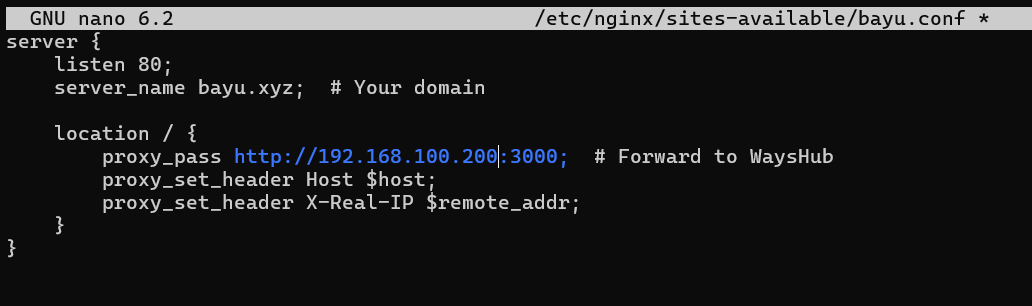 GNU nano 6.2 /etc/nginx/sites-available/bayu.conf *
server {
    listen 80;
    server_name bayu.xyz;  # Your domain

    location / {
        proxy_pass http://192.168.100.200:3000;  # Forward to WaysHub
        proxy_set_header Host $host;
        proxy_set_header X-Real-IP $remote_addr;
    }
}